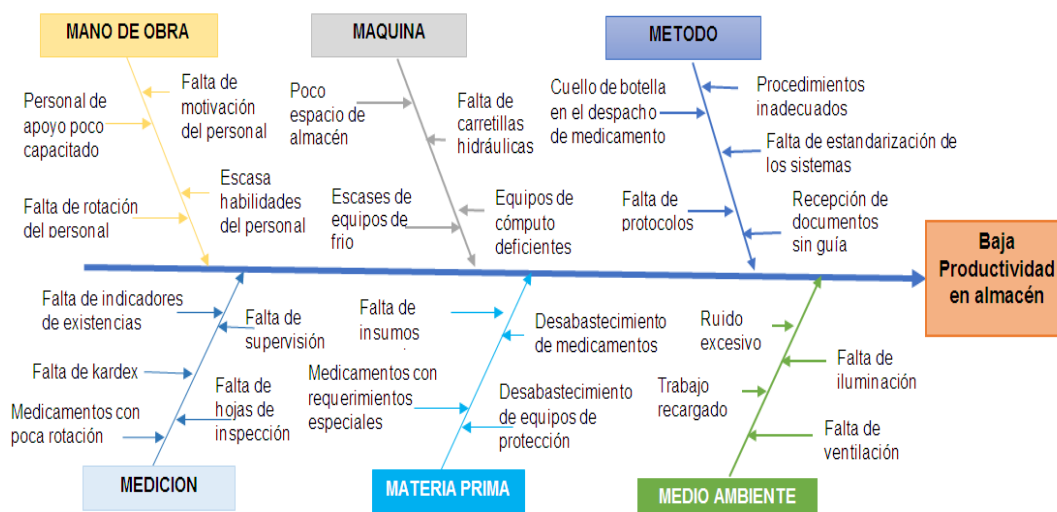 MANO DE OBRA
MAQUINA
METODO
Falta de
motivación
del personal
Personal de
apoyo poco
capacitado
Escasa
habilidades
del personal
Falta de rotación
del personal
Poco
espacio de
almacén
Falta de
carretillas
hidráulicas
Escases de
equipos de
frio
Equipos de
cómputo
deficientes
Cuello de botella
en el despacho
de medicamento
Procedimientos
inadecuados
Falta de estandarización de
los sistemas
Falta de
protocolos
Recepción de
documentos
sin guía
Baja
Productividad
en almacén
Falta de indicadores
de existencias
Falta de
supervisión
Falta de kardex
Falta de
hojas de
inspección
Medicamentos con
poca rotación
Falta de
insumos
Desabastecimiento
de medicamentos
Medicamentos con
requerimientos
especiales
Desabastecimiento
de equipos de
protección
Ruido
excesivo
Falta de
iluminación
Trabajo
recargado
Falta de
ventilación
MEDICION
MATERIA PRIMA
MEDIO AMBIENTE